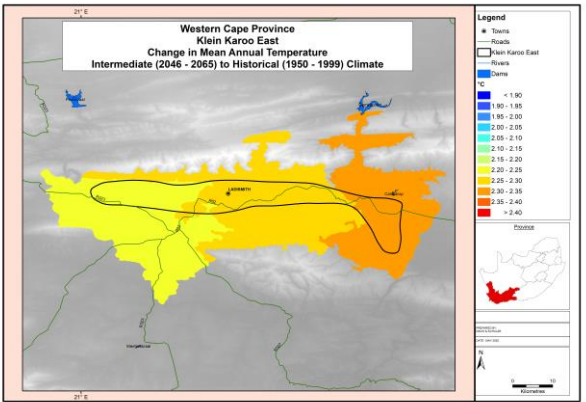 21° E
Western Cape Province
Klein Karoo East
Change in Mean Annual Temperature
Intermediate (2046 - 2065) to Historical (1950 - 1999) Climate
LADISMITH
21° E
Legend
Towns
Roads
Klein Karoo East
Rivers
Dams
°C
< 1.90
1.90 - 1.95
1.95 - 2.00
2.00 - 2.05
2.05 - 2.10
2.10 - 2.15
2.15 - 2.20
2.20 - 2.25
2.25 - 2.30
2.30 - 2.35
2.35 - 2.40
> 2.40
Province
N
0 10
Kilometres